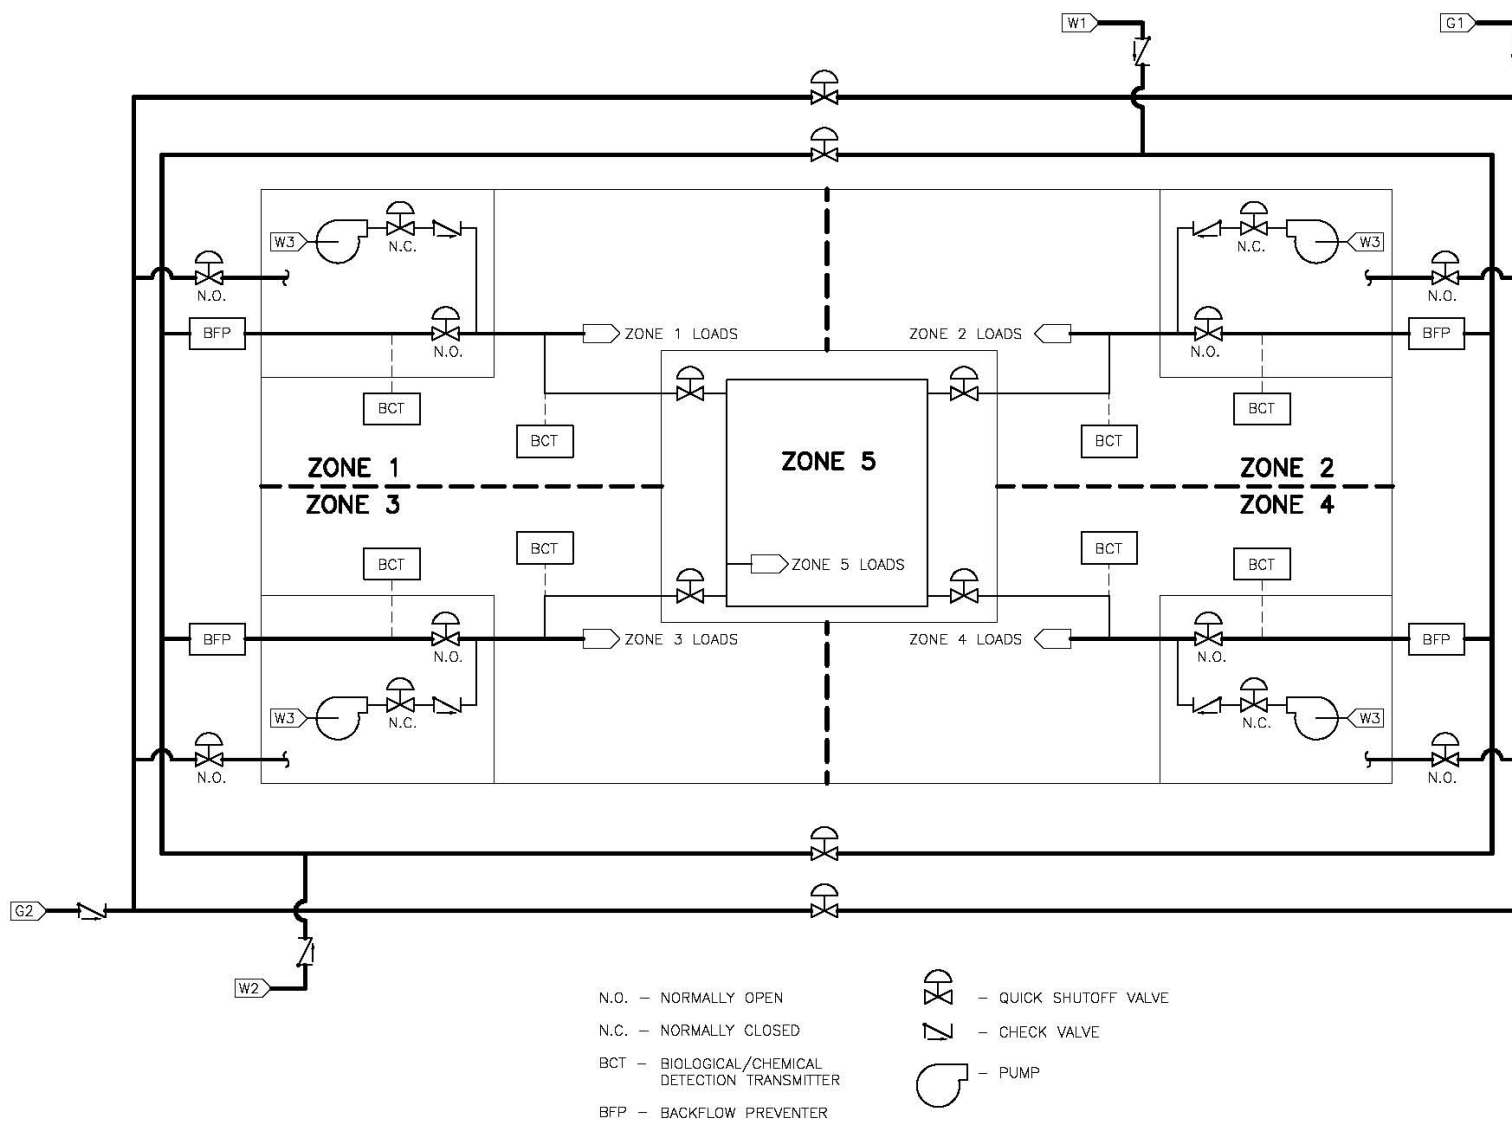 W1
G1
W3
N.C.
N.C.
W3
N.O.
N.O.
BFP
N.O.
ZONE 1 LOADS
ZONE 2 LOADS
N.O.
BFP
BCT
BCT
BCT
BCT
ZONE 5
ZONE 1
ZONE 2
ZONE 3
ZONE 4
BCT
BCT
BCT
BCT
ZONE 5 LOADS
BFP
N.O.
ZONE 3 LOADS
ZONE 4 LOADS
N.O.
BFP
W3
N.C.
N.C.
W3
N.O.
N.O.
G2
W2
N.O. – NORMALLY OPEN
– QUICK SHUTOFF VALVE
N.C. – NORMALLY CLOSED
– CHECK VALVE
BCT – BIOLOGICAL/CHEMICAL
DETECTION TRANSMITTER
– PUMP
BFP – BACKFLOW PREVENTER